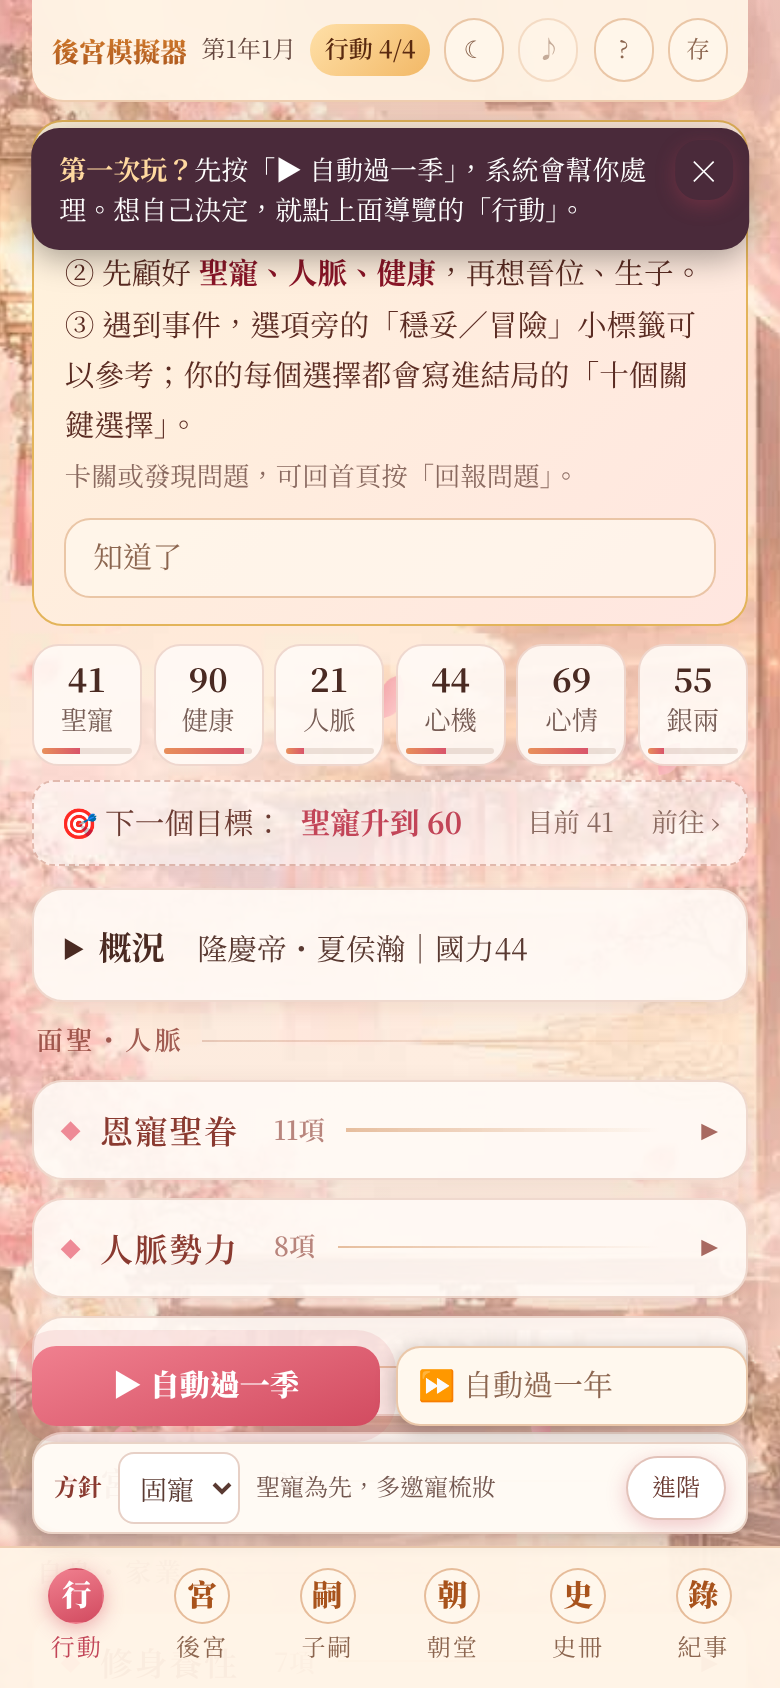 後宮模擬器 第1年1月 行動 4/4 ☾ ♪ ? 存
第一次玩？先按「▶ 自動過一季」，系統會幫你處
理。想自己決定，就點上面導覽的「行動」。
② 先顧好 聖寵、人脈、健康，再想晉位、生子。
③ 遇到事件，選項旁的「穩妥／冒險」小標籤可
以參考；你的每個選擇都會寫進結局的「十個關
鍵選擇」。
卡關或發現問題，可回首頁按「回報問題」。
知道了
41 90 21 44 69 55
聖寵 健康 人脈 心機 心情 銀兩
🎯 下一個目標： 聖寵升到 60 目前 41 前往 ›
▶ 概況 隆慶帝・夏侯瀚｜國力44
面聖・人脈
◆ 恩寵聖眷 11項 ▶
◆ 人脈勢力 8項 ▶
▶ 自動過一季 ⏩ 自動過一年
方針 固寵 聖寵為先，多邀寵梳妝 進階
行 宮 嗣 朝 史 錄
行動 後宮 子嗣 朝堂 史冊 紀事
修身養性 7項